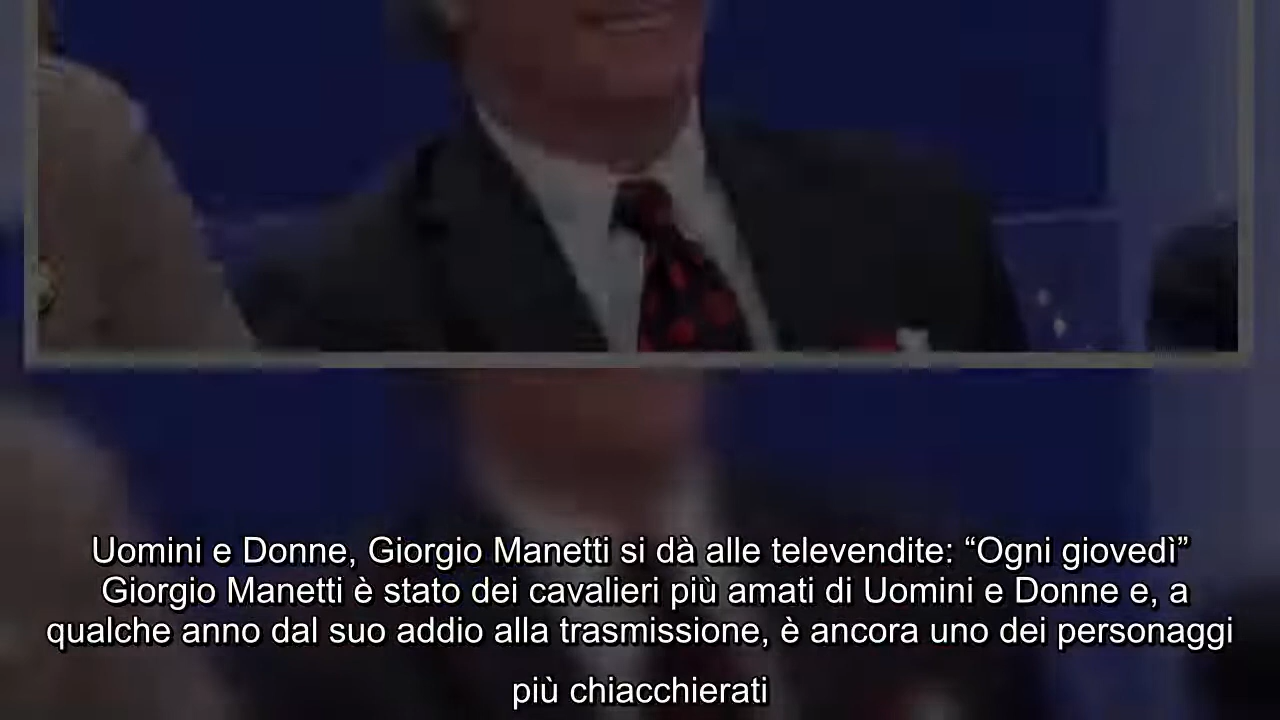 Uomini e Donne, Giorgio Manetti si dà alle televendite: “Ogni giovedì”
Giorgio Manetti è stato dei cavalieri più amati di Uomini e Donne e, a
qualche anno dal suo addio alla trasmissione, è ancora uno dei personaggi
più chiacchierati